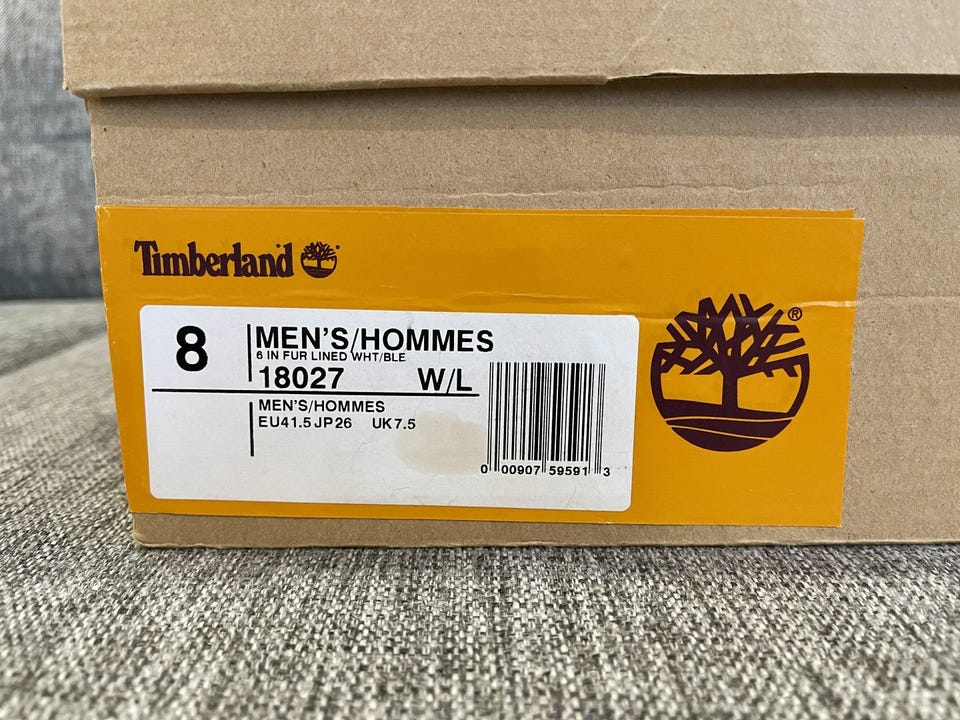 Timberland
8
MEN'S/HOMMES
6 IN FUR LINED WHT/BLE
18027 W/L
MEN'S/HOMMES
EU41.5 JP26 UK7.5
0 00907 59591 3
®